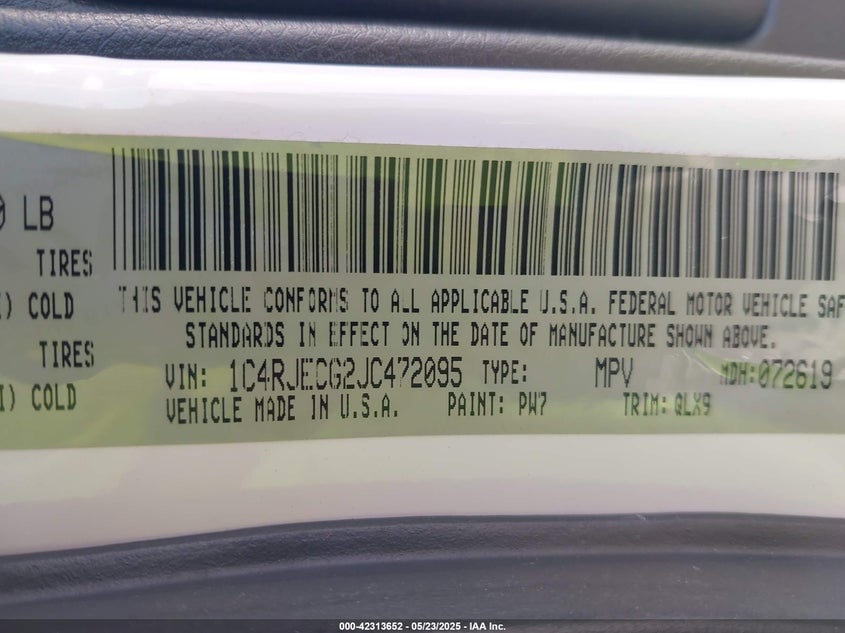 0 LB
TIRES
I) COLD
TIRES
I) COLD
THIS VEHICLE CONFORMS TO ALL APPLICABLE U.S.A. FEDERAL MOTOR VEHICLE SAF
STANDARDS IN EFFECT ON THE DATE OF MANUFACTURE SHOWN ABOVE.
VIN: 1C4RJECG2JC472095 TYPE: MPV MDH:072619
VEHICLE MADE IN U.S.A. PAINT: PW7 TRIM: QLX9
000-42313652 - 05/23/2025 - IAA Inc.